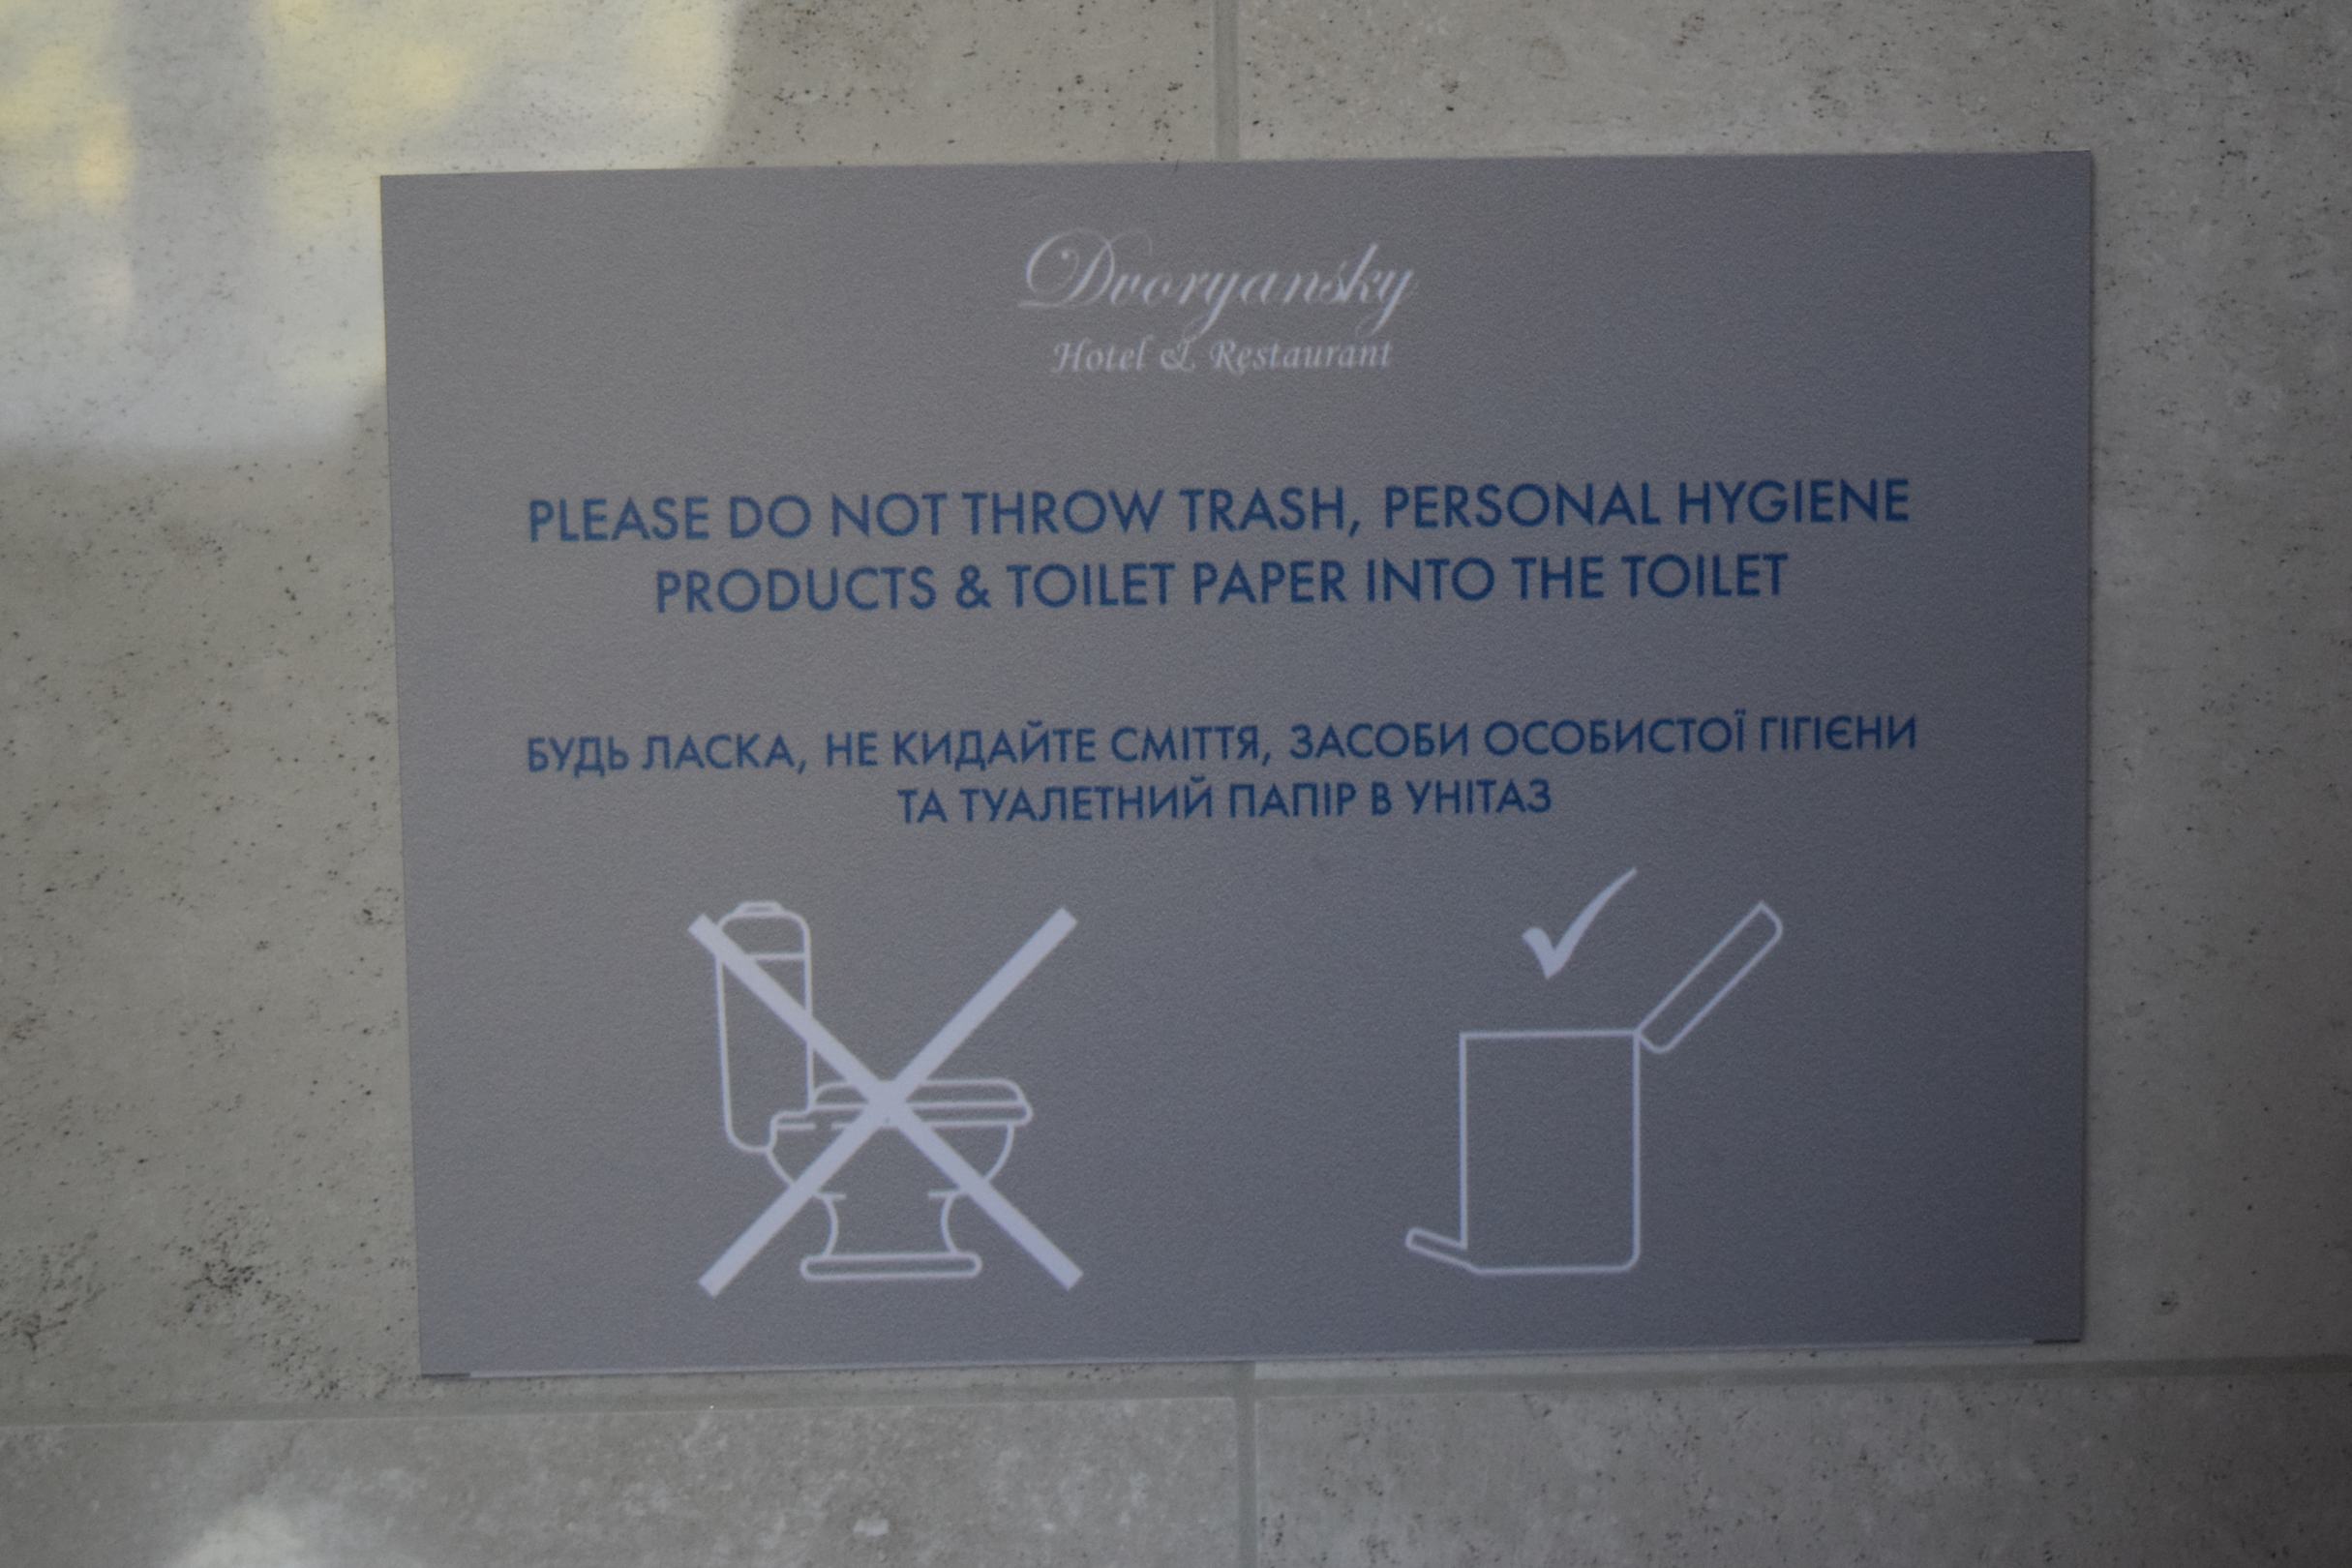 Dvoryansky
Hotel & Restaurant
PLEASE DO NOT THROW TRASH, PERSONAL HYGIENE
PRODUCTS & TOILET PAPER INTO THE TOILET
БУДЬ ЛАСКА, НЕ КИДАЙТЕ СМІТТЯ, ЗАСОБИ ОСОБИСТОЇ ГІГІЄНИ
ТА ТУАЛЕТНИЙ ПАПІР В УНІТАЗ